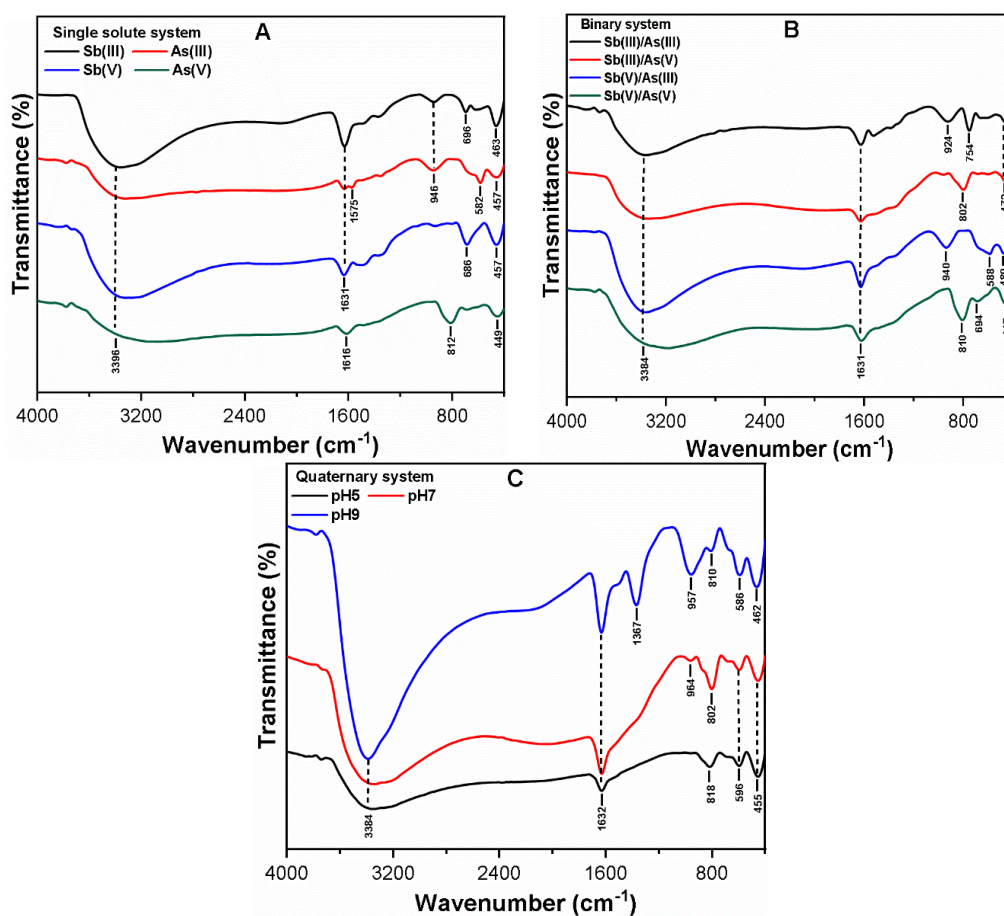 Single solute system
A
Sb(III) As(III)
Sb(V) As(V)
Transmittance (%)
696
463
1575
946
582
457
3396
1631
686
457
1616
812
449
4000 3200 2400 1600 800
Wavenumber (cm⁻¹)
Binary system
B
Sb(III)/As(III)
Sb(III)/As(V)
Sb(V)/As(III)
Sb(V)/As(V)
Transmittance (%)
924
754
802
940
588
3384
1631
810
694
4000 3200 2400 1600 800
Wavenumber (cm⁻¹)
Quaternary system
C
pH5 pH7
pH9
Transmittance (%)
1367
957
810
586
462
964
802
3384
1632
818
596
455
4000 3200 2400 1600 800
Wavenumber (cm⁻¹)